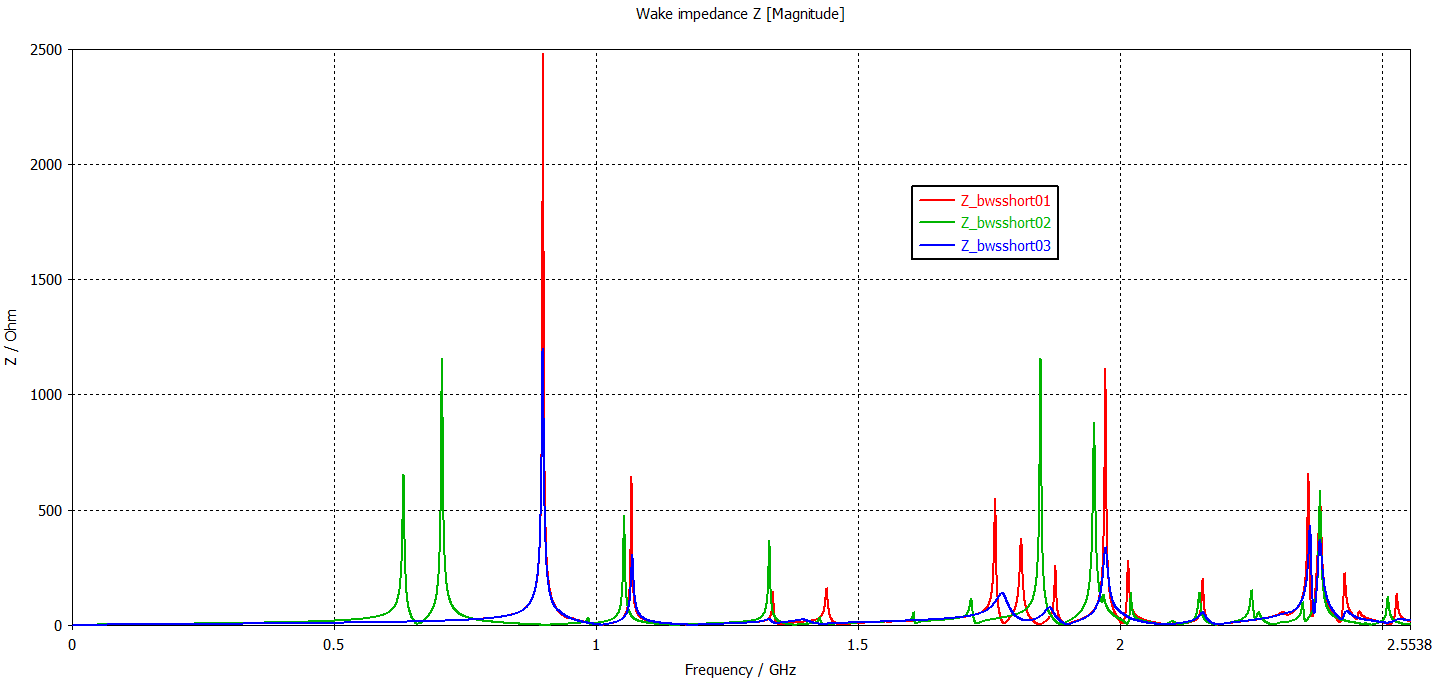 Wake impedance Z [Magnitude]
2500
2000
1500
1000
500
0
Z / Ohm
Z_bwsshort01
Z_bwsshort02
Z_bwsshort03
0
0.5
1
1.5
2
2.5538
Frequency / GHz